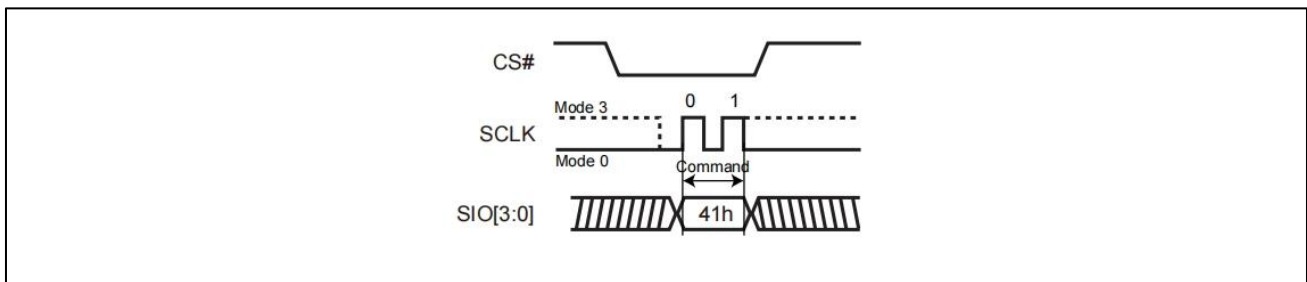 CS#
0 1
Mode 3
SCLK
Mode 0
Command
SIO[3:0]
41h